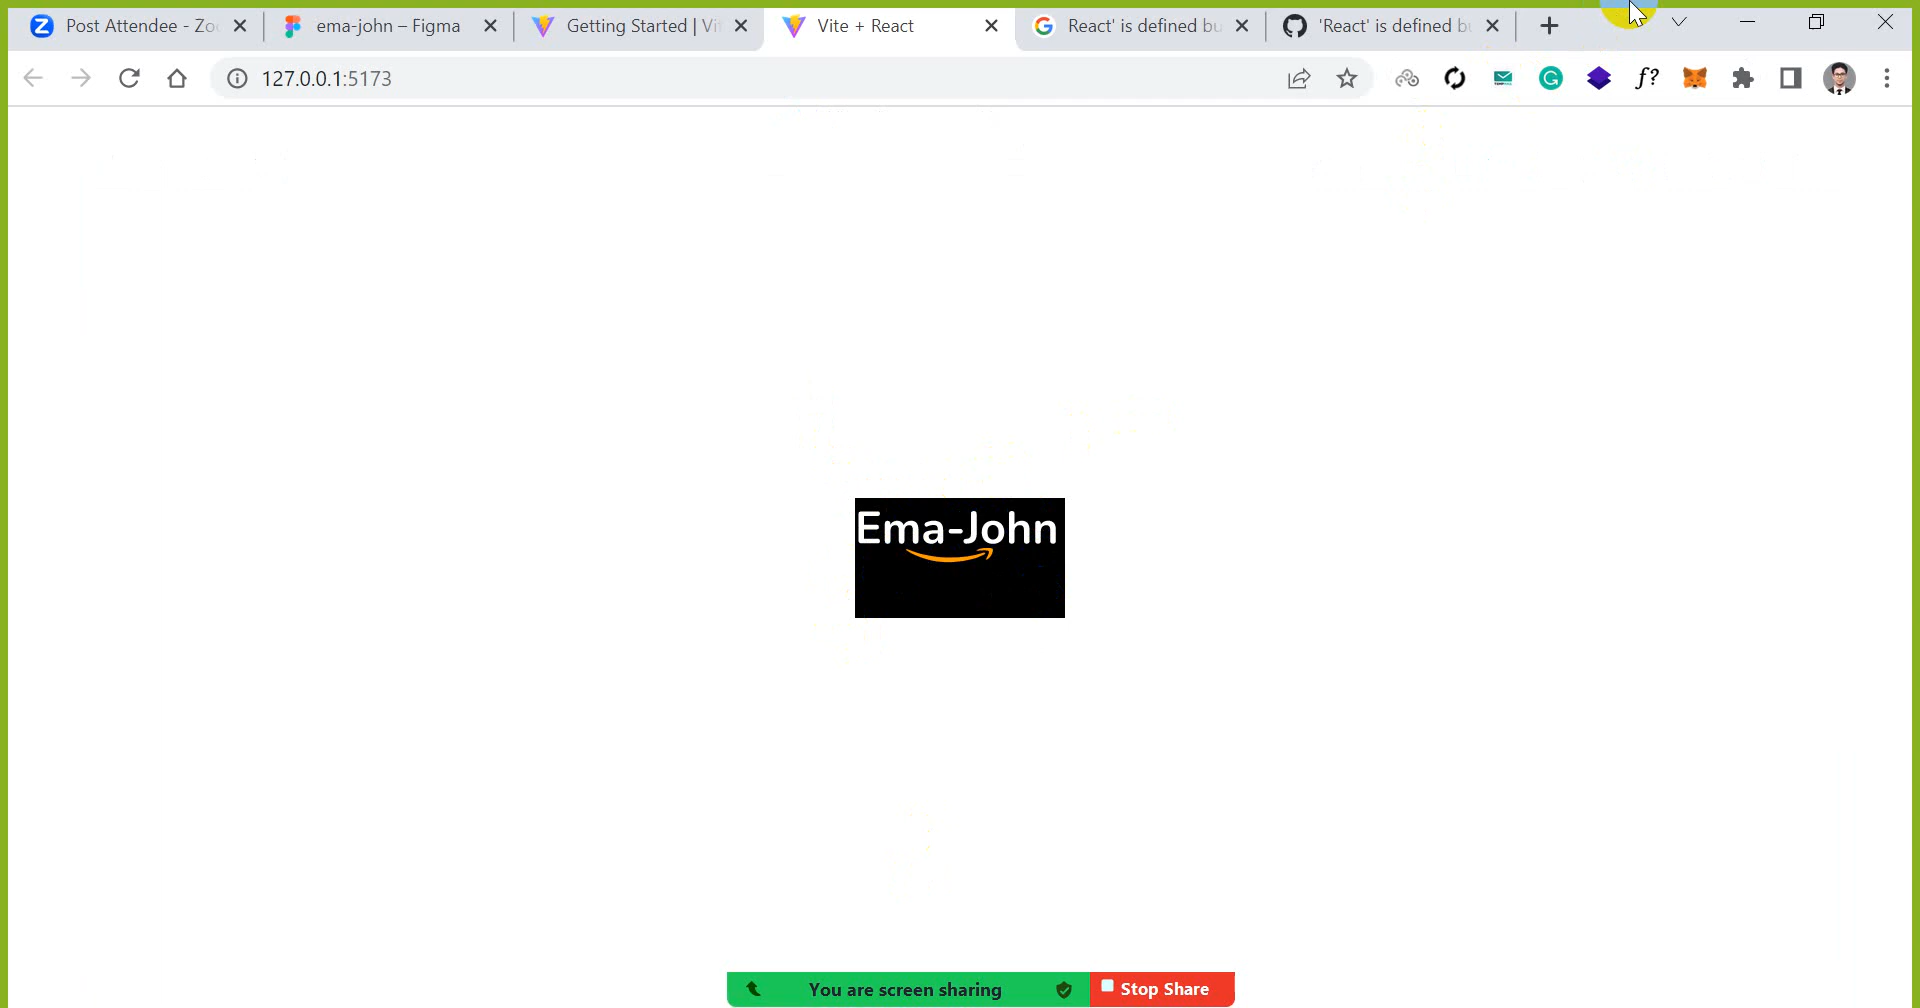 Post Attendee - Zo
ema-john – Figma
Getting Started | Vi
Vite + React
React' is defined bu
'React' is defined b
127.0.0.1:5173
f?
Ema-John
You are screen sharing
Stop Share